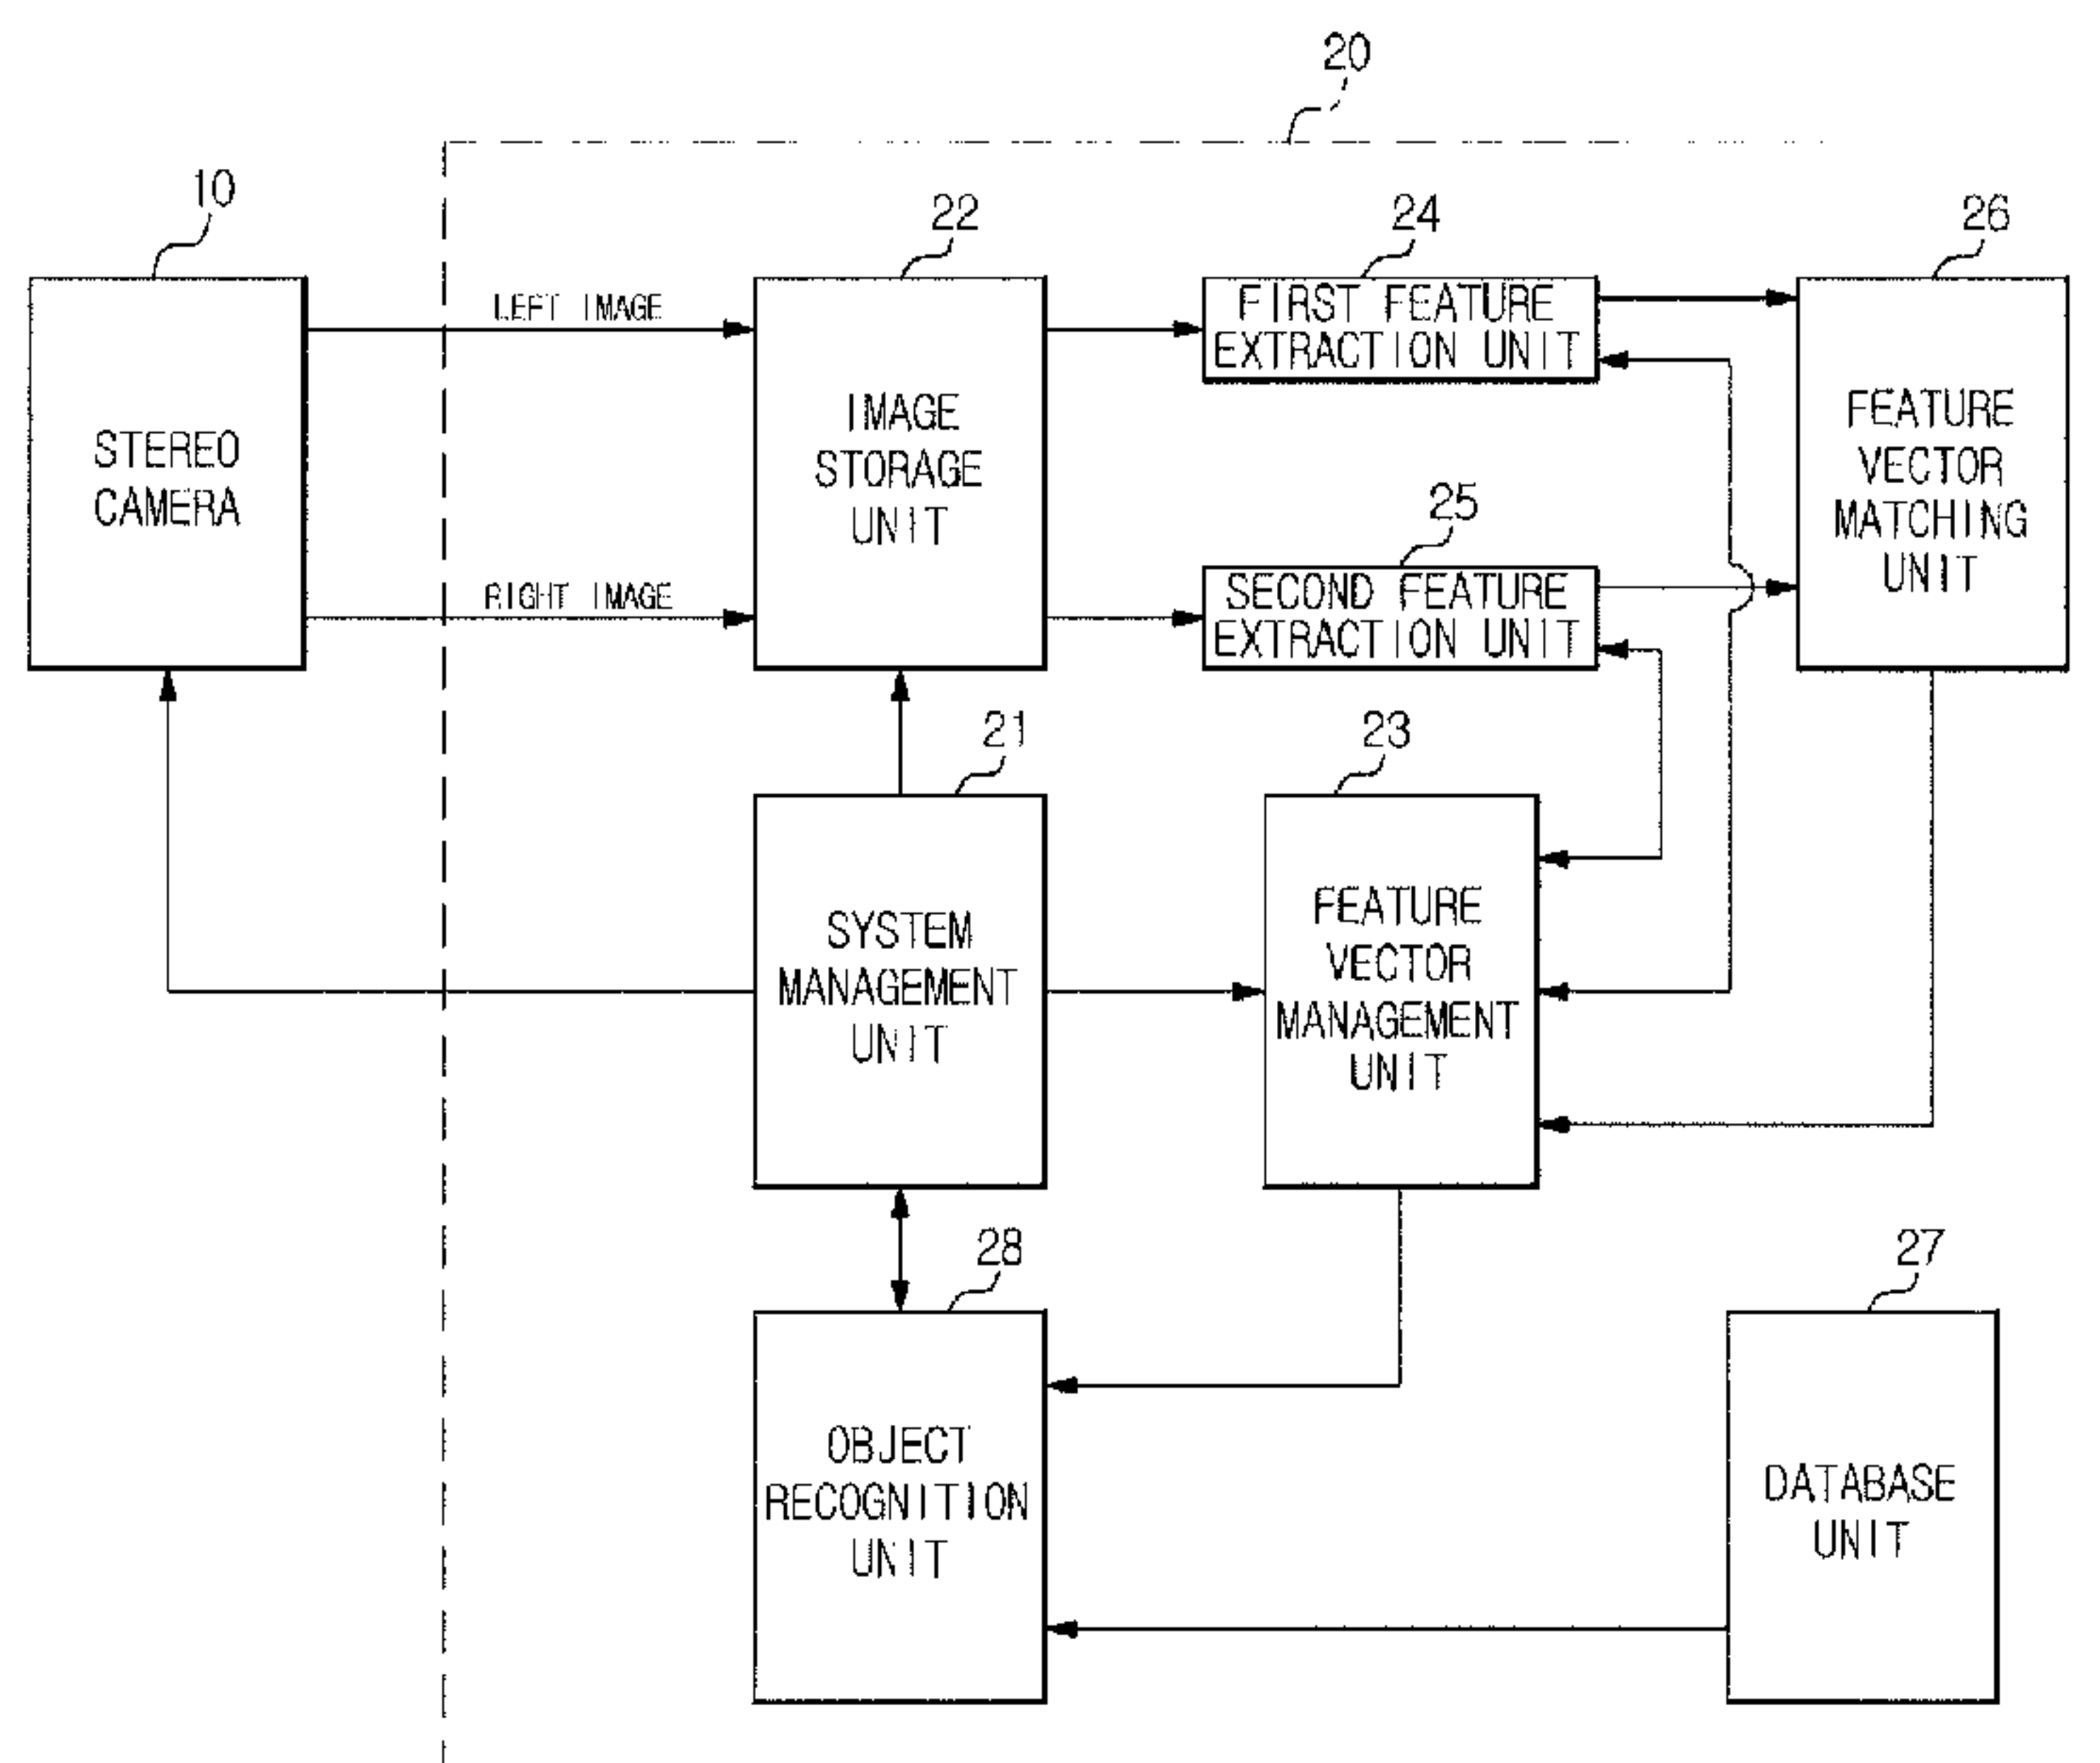 20
10
22
24
26
LEFT IMAGE
FIRST FEATURE
EXTRACTION UNIT
STEREO
CAMERA
IMAGE
STORAGE
UNIT
FEATURE
VECTOR
MATCHING
UNIT
25
RIGHT IMAGE
SECOND FEATURE
EXTRACTION UNIT
21
23
SYSTEM
MANAGEMENT
UNIT
FEATURE
VECTOR
MANAGEMENT
UNIT
28
27
OBJECT
RECOGNITION
UNIT
DATABASE
UNIT